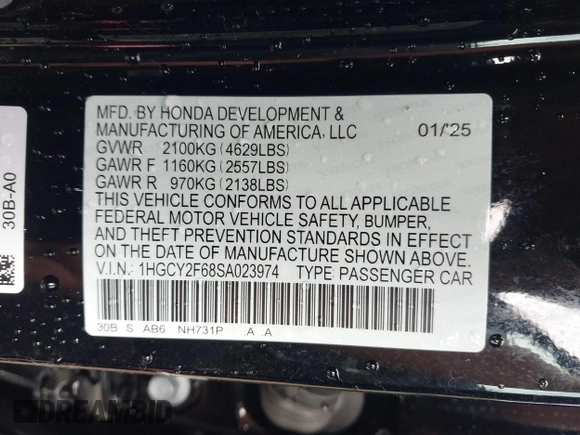 MFD. BY HONDA DEVELOPMENT &
MANUFACTURING OF AMERICA, LLC 01/'25
GVWR 2100KG (4629LBS)
GAWR F 1160KG (2557LBS)
GAWR R 970KG (2138LBS)
THIS VEHICLE CONFORMS TO ALL APPLICABLE
FEDERAL MOTOR VEHICLE SAFETY, BUMPER,
AND THEFT PREVENTION STANDARDS IN EFFECT
ON THE DATE OF MANUFACTURE SHOWN ABOVE.
V.I.N.: 1HGCY2F68SA023974 TYPE: PASSENGER CAR
30B S AB6 NH731P .A .A
30B-A0
DREAMBID